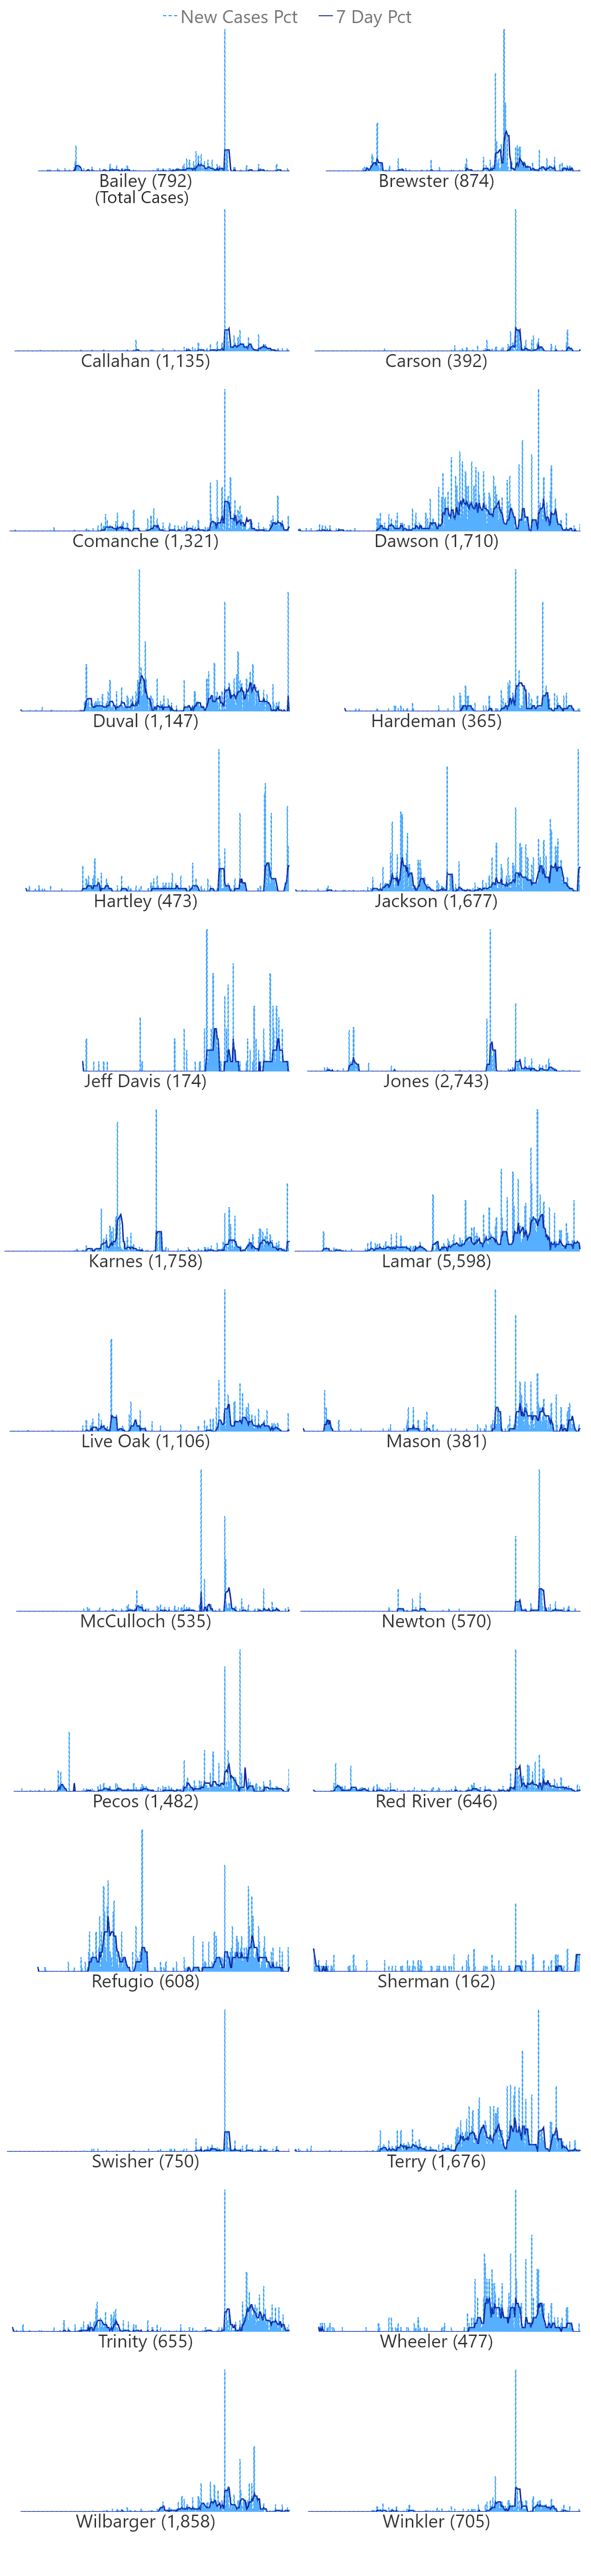 New Cases Pct 7 Day Pct
Bailey (792) Brewster (874)
(Total Cases)
Callahan (1,135) Carson (392)
Comanche (1,321) Dawson (1,710)
Duval (1,147) Hardeman (365)
Hartley (473) Jackson (1,677)
Jeff Davis (174) Jones (2,743)
Karnes (1,758) Lamar (5,598)
Live Oak (1,106) Mason (381)
McCulloch (535) Newton (570)
Pecos (1,482) Red River (646)
Refugio (608) Sherman (162)
Swisher (750) Terry (1,676)
Trinity (655) Wheeler (477)
Wilbarger (1,858) Winkler (705)